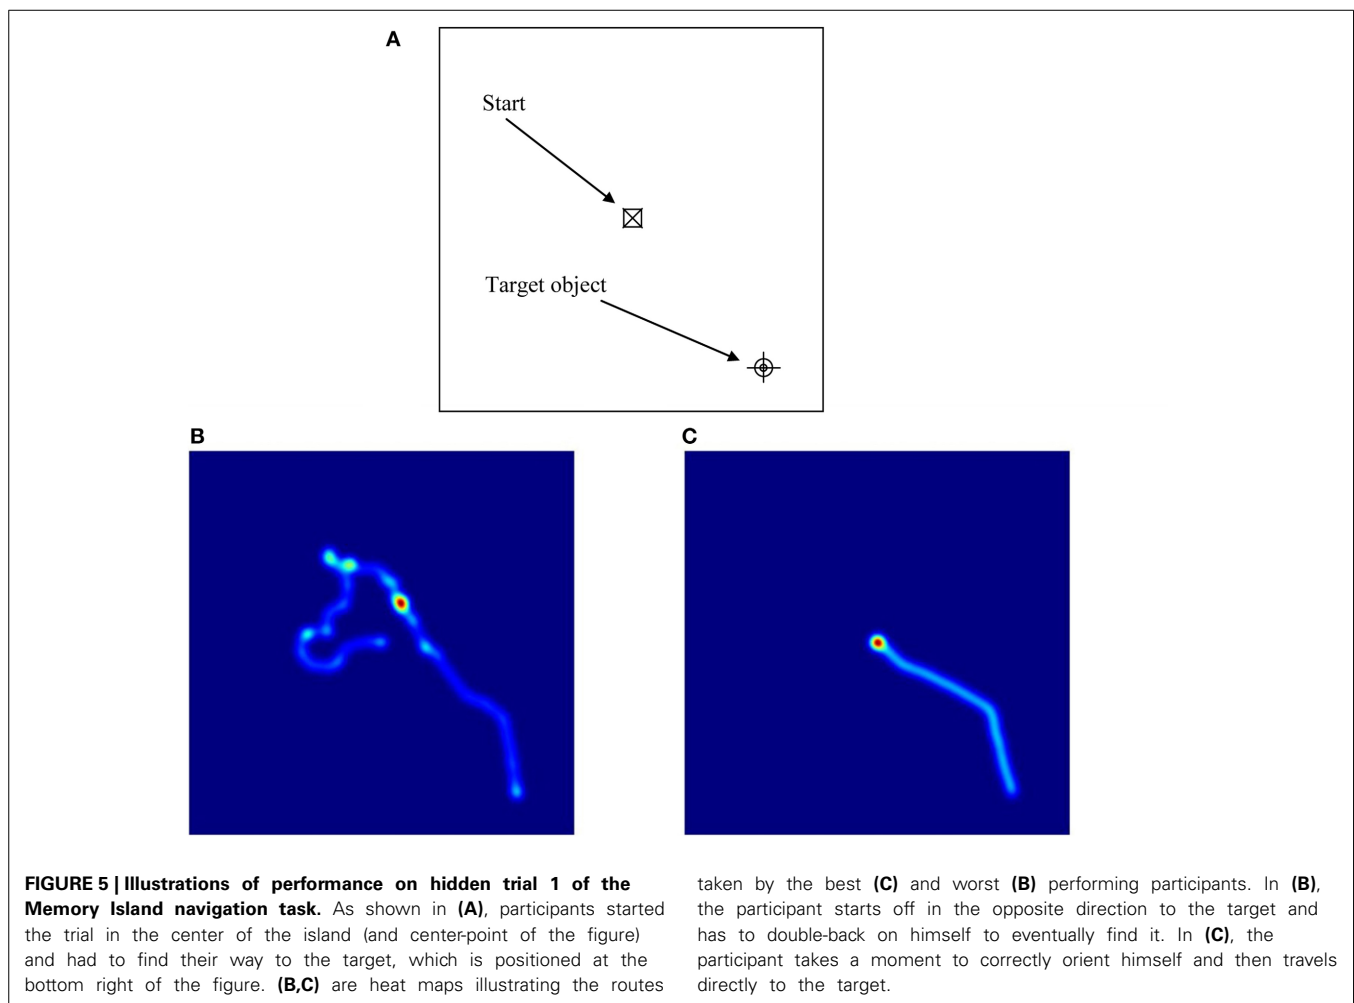 A
Start
Target object
B
C
FIGURE 5 | Illustrations of performance on hidden trial 1 of the
Memory Island navigation task. As shown in (A), participants started
the trial in the center of the island (and center-point of the figure)
and had to find their way to the target, which is positioned at the
bottom right of the figure. (B,C) are heat maps illustrating the routes
taken by the best (C) and worst (B) performing participants. In (B),
the participant starts off in the opposite direction to the target and
has to double-back on himself to eventually find it. In (C), the
participant takes a moment to correctly orient himself and then travels
directly to the target.